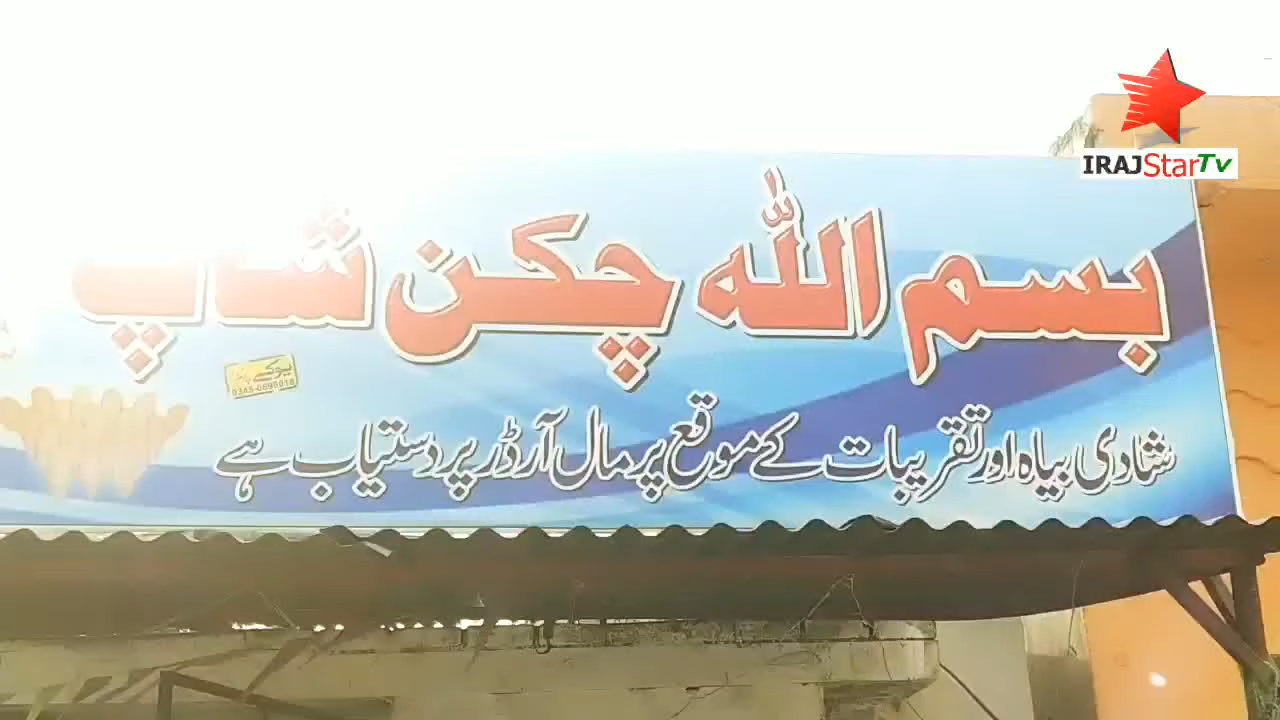 IRAJStarTv
بسم اللہ چکن شاپ
شادی بیاہ اور تقریبات کے موقع پر مال آرڈر پر دستیاب ہے